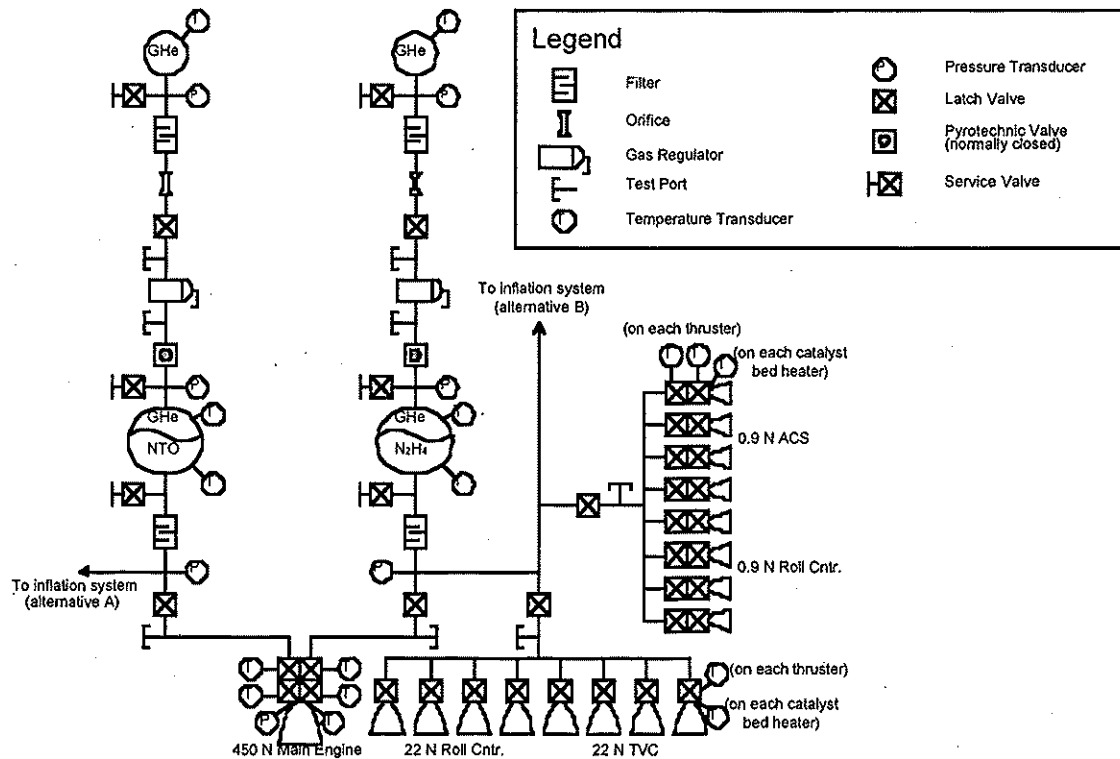 GHe
T
GHe
T
Legend
Filter
Orifice
Gas Regulator
Test Port
T
Temperature Transducer
P
Pressure Transducer
Latch Valve
Pyrotechnic Valve
(normally closed)
Service Valve
P
P
To inflation system
(alternative B)
(on each thruster)
T
T
T
(on each catalyst
bed heater)
P
P
GHe
NTO
T
T
GHe
N₂H₄
T
T
0.9 N ACS
0.9 N Roll Cntr.
To inflation system
(alternative A)
P
P
T
T
T
T
P
T
450 N Main Engine
22 N Roll Cntr.
22 N TVC
T
(on each thruster)
T
(on each catalyst
bed heater)